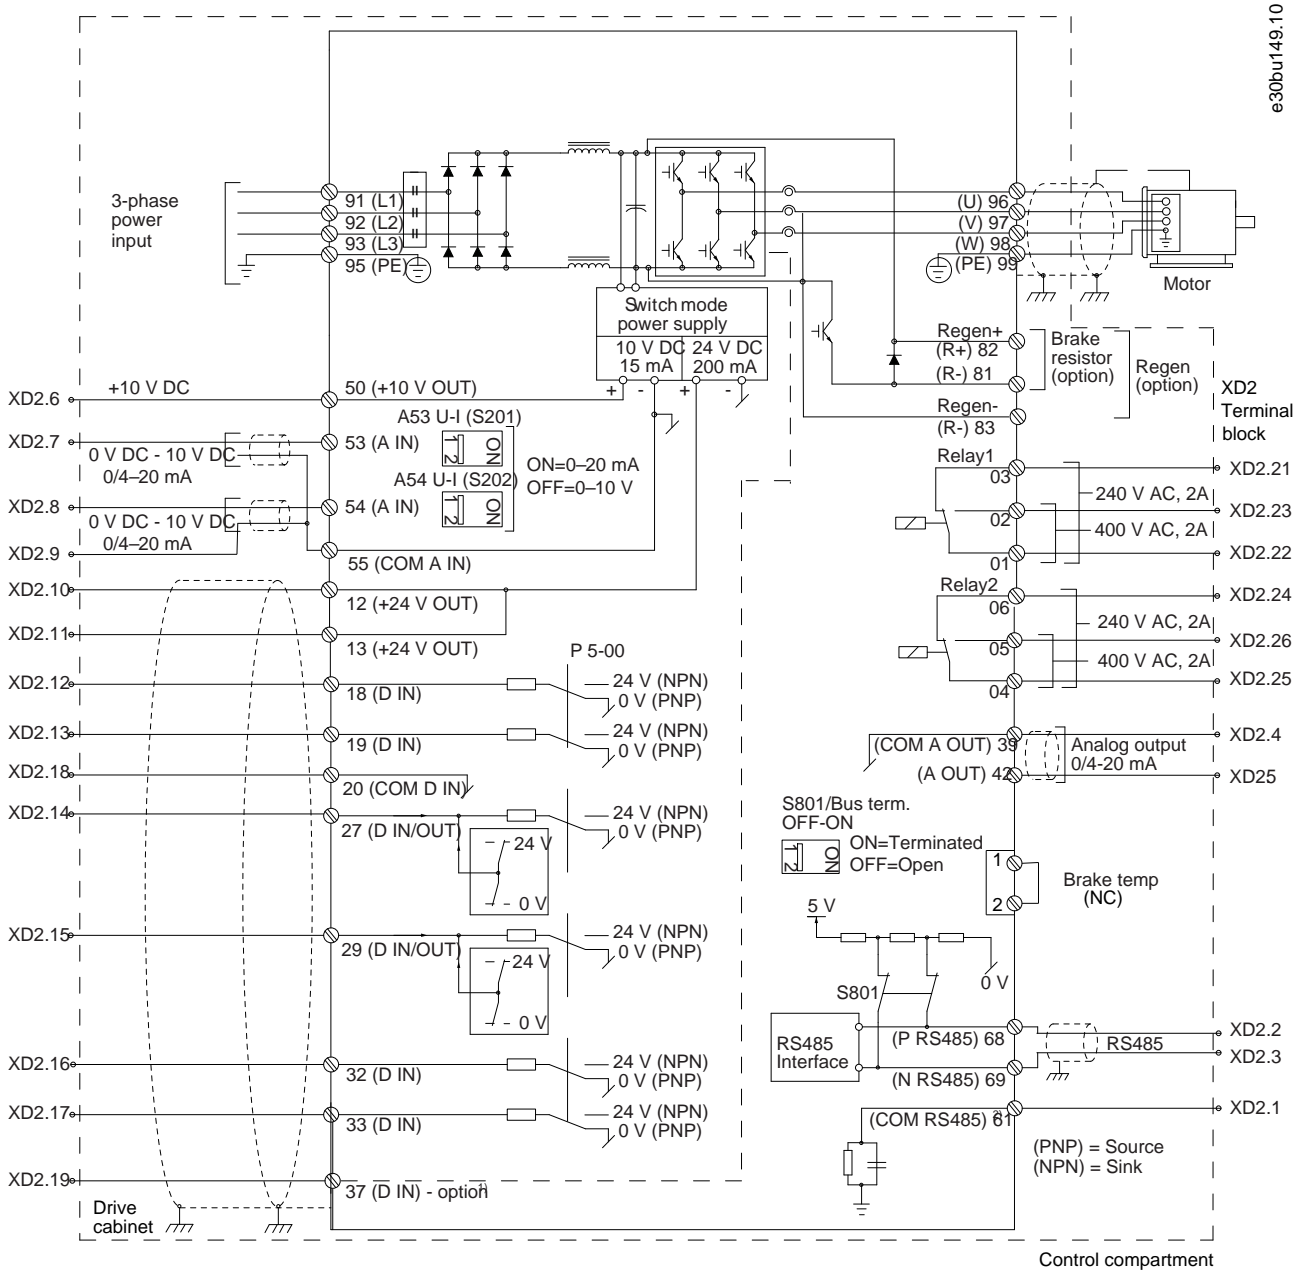 e30bu149.10
3-phase
power
input
91 (L1)
92 (L2)
93 (L3)
95 (PE)
(U) 96
(V) 97
(W) 98
(PE) 99
Motor
Switch mode
power supply
10 V DC
15 mA
24 V DC
200 mA
+
-
+
-
Regen+
(R+) 82
(R-) 81
Regen-
(R-) 83
Brake
resistor
(option)
Regen
(option)
XD2
Terminal
block
XD2.6
+10 V DC
50 (+10 V OUT)
A53 U-I (S201)
1 2
ON
XD2.7
53 (A IN)
0 V DC - 10 V DC
0/4–20 mA
ON=0–20 mA
OFF=0–10 V
A54 U-I (S202)
1 2
ON
XD2.8
54 (A IN)
0 V DC - 10 V DC
0/4–20 mA
XD2.9
55 (COM A IN)
XD2.10
12 (+24 V OUT)
XD2.11
13 (+24 V OUT)
P 5-00
XD2.12
18 (D IN)
24 V (NPN)
0 V (PNP)
XD2.13
19 (D IN)
24 V (NPN)
0 V (PNP)
XD2.18
20 (COM D IN)
XD2.14
27 (D IN/OUT)
24 V (NPN)
0 V (PNP)
24 V
0 V
XD2.15
29 (D IN/OUT)
24 V (NPN)
0 V (PNP)
24 V
0 V
XD2.16
32 (D IN)
24 V (NPN)
0 V (PNP)
XD2.17
33 (D IN)
24 V (NPN)
0 V (PNP)
XD2.19
37 (D IN) - option 1)
Drive
cabinet
Relay1
03
XD2.21
240 V AC, 2A
02
XD2.23
400 V AC, 2A
01
XD2.22
Relay2
06
XD2.24
240 V AC, 2A
05
XD2.26
400 V AC, 2A
04
XD2.25
(COM A OUT) 39
XD2.4
Analog output
0/4-20 mA
(A OUT) 42
XD25
S801/Bus term.
OFF-ON
1 2
ON
ON=Terminated
OFF=Open
1
2
Brake temp
(NC)
5 V
0 V
S801
RS485
Interface
(P RS485) 68
(N RS485) 69
RS485
XD2.2
XD2.3
(COM RS485) 61 2)
XD2.1
(PNP) = Source
(NPN) = Sink
Control compartment